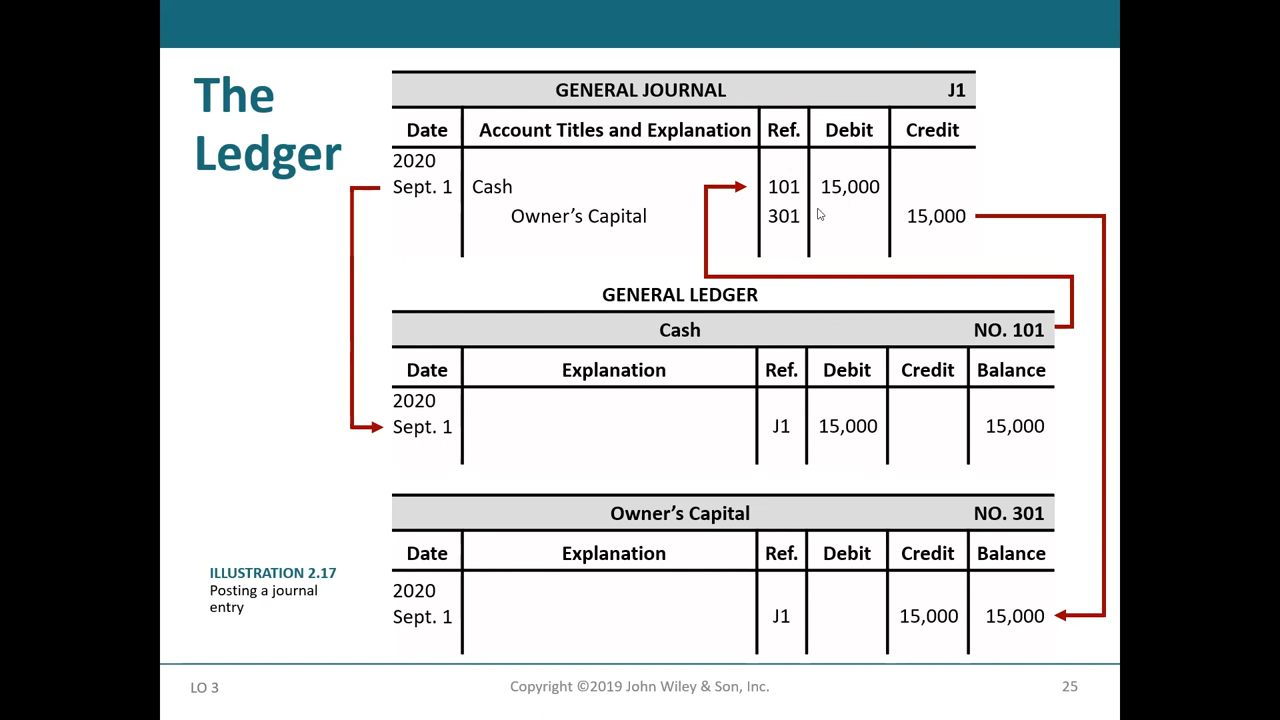 The
Ledger
GENERAL JOURNAL J1
Date Account Titles and Explanation Ref. Debit Credit
2020
Sept. 1 Cash 101 15,000
Owner’s Capital 301 15,000
GENERAL LEDGER
Cash NO. 101
Date Explanation Ref. Debit Credit Balance
2020
Sept. 1 J1 15,000 15,000
Owner’s Capital NO. 301
Date Explanation Ref. Debit Credit Balance
2020
Sept. 1 J1 15,000 15,000
ILLUSTRATION 2.17
Posting a journal
entry
LO 3 Copyright ©2019 John Wiley & Son, Inc. 25